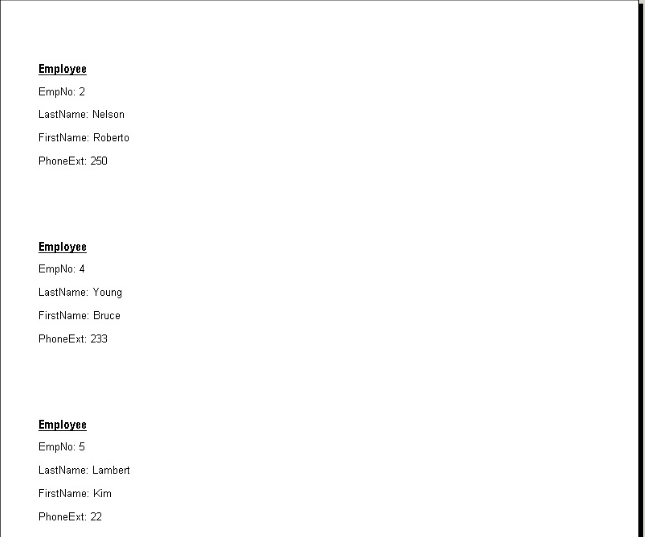 Employee
EmpNo: 2
LastName: Nelson
FirstName: Roberto
PhoneExt: 250
Employee
EmpNo: 4
LastName: Young
FirstName: Bruce
PhoneExt: 233
Employee
EmpNo: 5
LastName: Lambert
FirstName: Kim
PhoneExt: 22